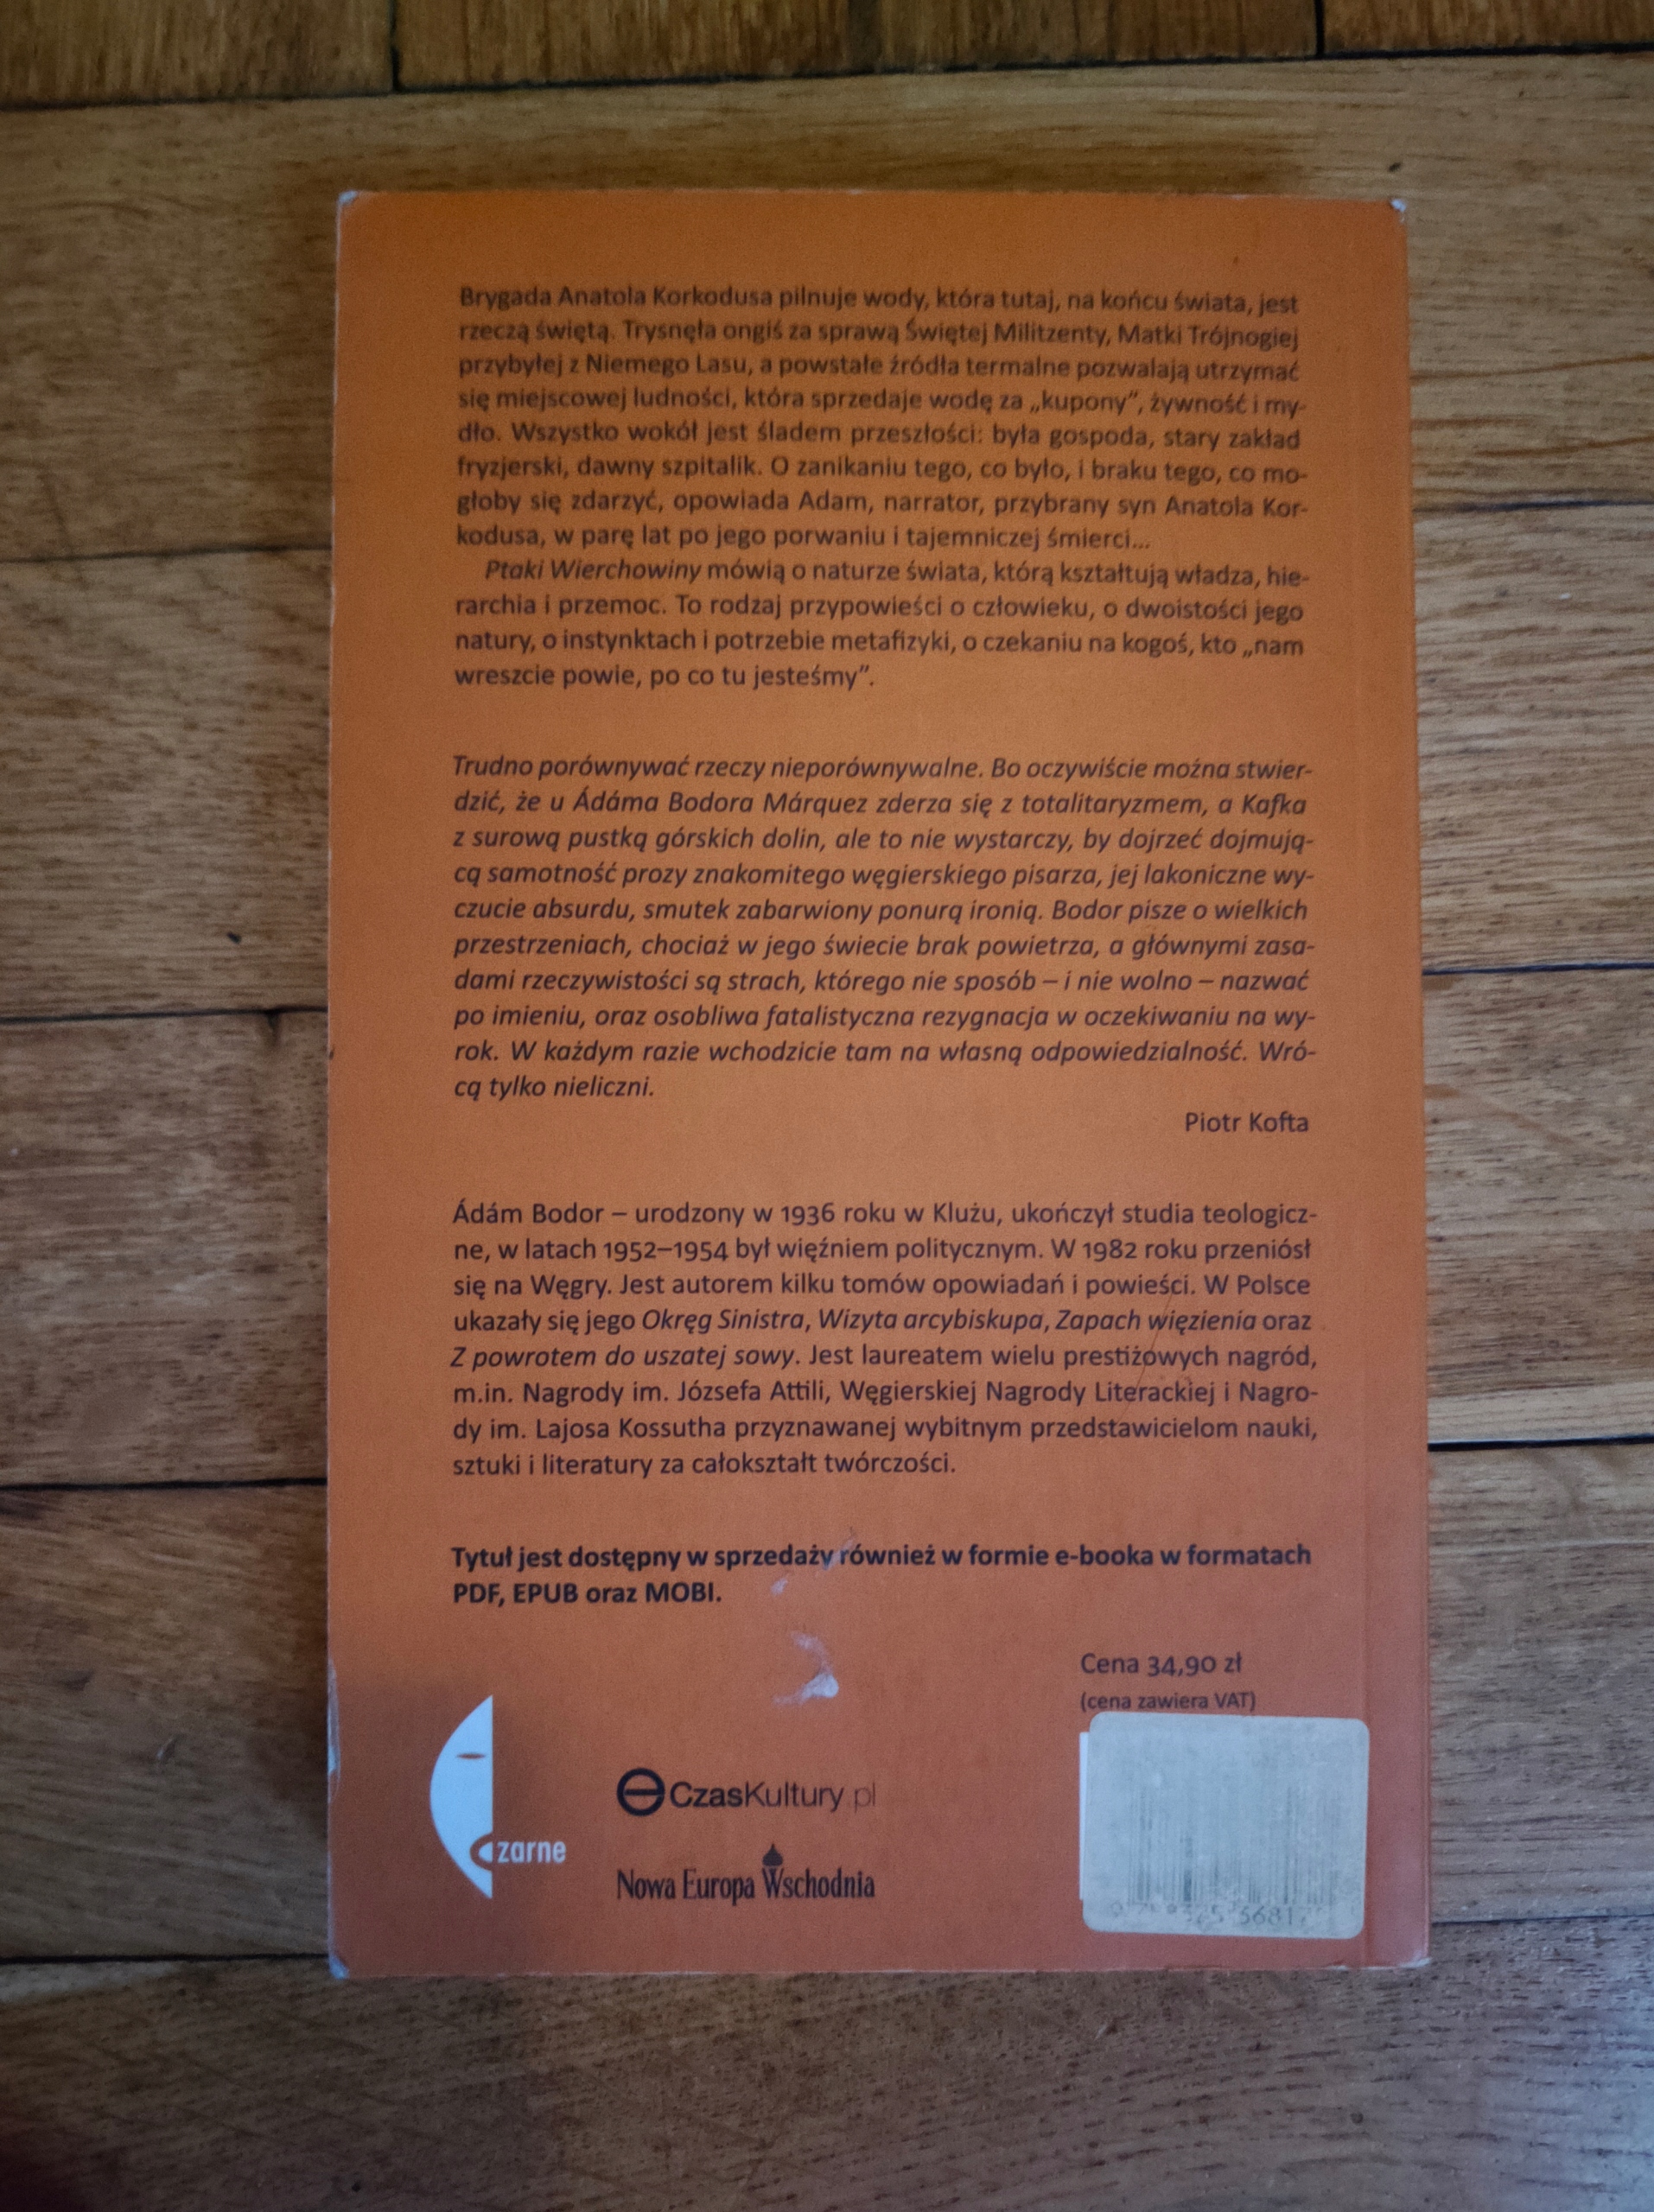 Brygada Anatola Korkodusa pilnuje wody, która tutaj, na końcu świata, jest
rzeczą świętą. Trysnęła ongiś za sprawą Świętej Militzenty, Matki Trójnogiej
przybyłej z Niemego Lasu, a powstałe źródła termalne pozwalają utrzymać
się miejscowej ludności, która sprzedaje wodę za „kupony”, żywność i my-
dło. Wszystko wokół jest śladem przeszłości: była gospoda, stary zakład
fryzjerski, dawny szpitalik. O zanikaniu tego, co było, i braku tego, co mo-
głoby się zdarzyć, opowiada Adam, narrator, przybrany syn Anatola Kor-
kodusa, w parę lat po jego porwaniu i tajemniczej śmierci...
Ptaki Wierchowiny mówią o naturze świata, którą kształtują władza, hie-
rarchia i przemoc. To rodzaj przypowieści o człowieku, o dwoistości jego
natury, o instynktach i potrzebie metafizyki, o czekaniu na kogoś, kto „nam
wreszcie powie, po co tu jesteśmy”.
Trudno porównywać rzeczy nieporównywalne. Bo oczywiście można stwier-
dzić, że u Ádáma Bodora Márquez zderza się z totalitaryzmem, a Kafka
z surową pustką górskich dolin, ale to nie wystarczy, by dojrzeć dojmują-
cą samotność prozy znakomitego węgierskiego pisarza, jej lakoniczne wy-
czucie absurdu, smutek zabarwiony ponurą ironią. Bodor pisze o wielkich
przestrzeniach, chociaż w jego świecie brak powietrza, a głównymi zasa-
dami rzeczywistości są strach, którego nie sposób – i nie wolno – nazwać
po imieniu, oraz osobliwa fatalistyczna rezygnacja w oczekiwaniu na wy-
rok. W każdym razie wchodzicie tam na własną odpowiedzialność. Wró-
cą tylko nieliczni.
Piotr Kofta
Ádám Bodor – urodzony w 1936 roku w Klużu, ukończył studia teologicz-
ne, w latach 1952–1954 był więźniem politycznym. W 1982 roku przeniósł
się na Węgry. Jest autorem kilku tomów opowiadań i powieści. W Polsce
ukazały się jego Okręg Sinistra, Wizyta arcybiskupa, Zapach więzienia oraz
Z powrotem do uszatej sowy. Jest laureatem wielu prestiżowych nagród,
m.in. Nagrody im. Józsefa Attili, Węgierskiej Nagrody Literackiej i Nagro-
dy im. Lajosa Kossutha przyznawanej wybitnym przedstawicielom nauki,
sztuki i literatury za całokształt twórczości.
Tytuł jest dostępny w sprzedaży również w formie e-booka w formatach
PDF, EPUB oraz MOBI.
Cena 34,90 zł
(cena zawiera VAT)
CzasKultury.pl
Czarne
Nowa Europa Wschodnia